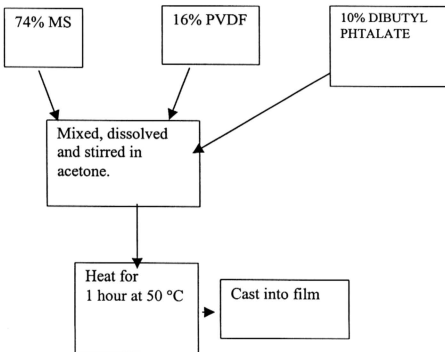 74% MS
16% PVDF
10% DIBUTYL
PHTALATE
Mixed, dissolved
and stirred in
acetone.
Heat for
1 hour at 50 °C
Cast into film